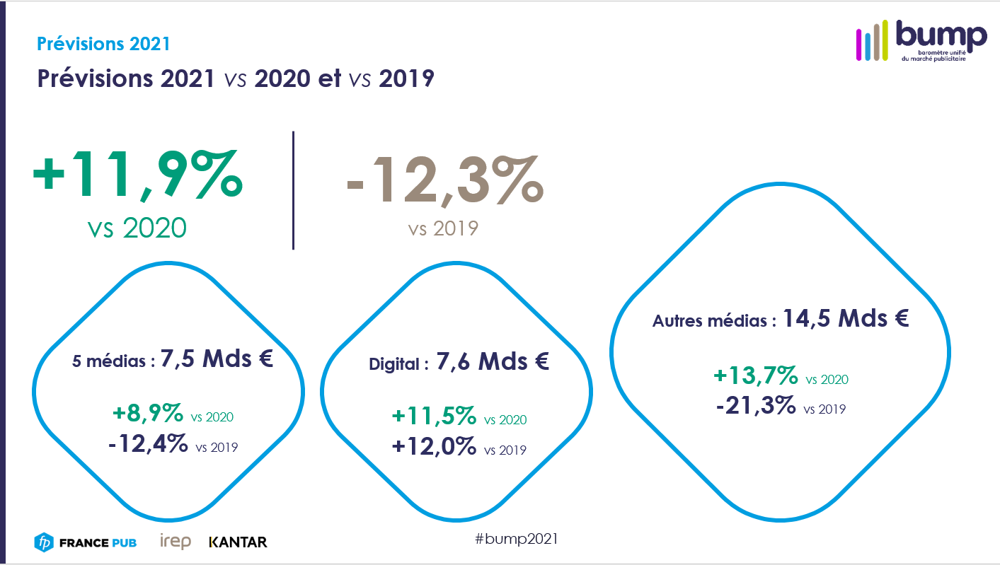 Prévisions 2021
Prévisions 2021 vs 2020 et vs 2019
bump
baromètre unifié
du marché publicitaire
+11,9%
vs 2020
-12,3%
vs 2019
5 médias : 7,5 Mds €
+8,9% vs 2020
-12,4% vs 2019
Digital : 7,6 Mds €
+11,5% vs 2020
+12,0% vs 2019
Autres médias : 14,5 Mds €
+13,7% vs 2020
-21,3% vs 2019
fp FRANCE PUB
irep
KANTAR
#bump2021